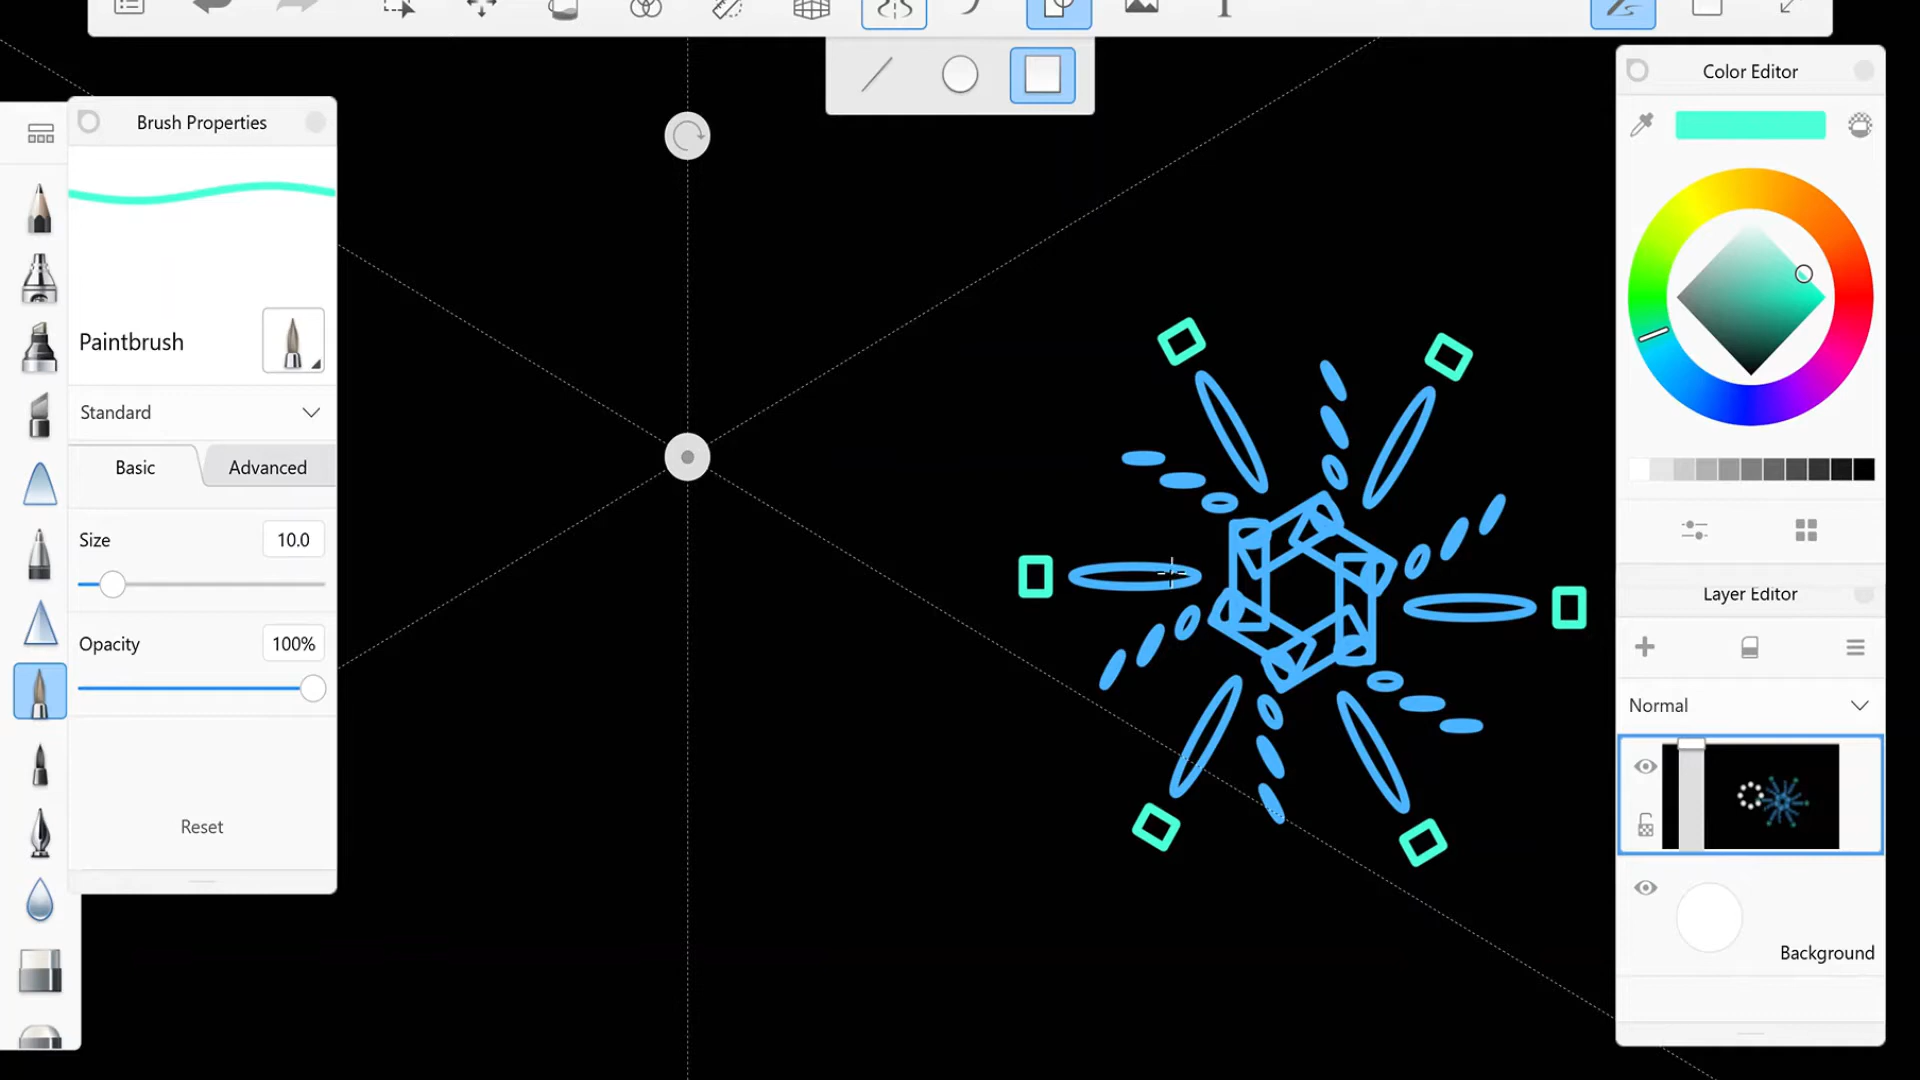 Brush Properties
Paintbrush
Standard
Basic
Advanced
Size
10.0
Opacity
100%
Reset
Color Editor
Layer Editor
Normal
Background